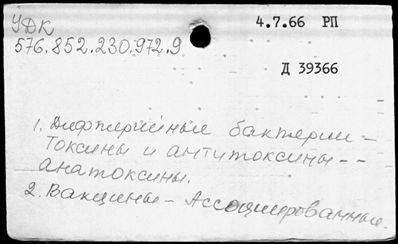 УДК
576.852.230.972.9
4.7.66 РП
Д 39366
1. Дифтерийные бактерии –
токсины и антитоксины - -
анатоксины.
2. Вакцины – Ассоциированные.